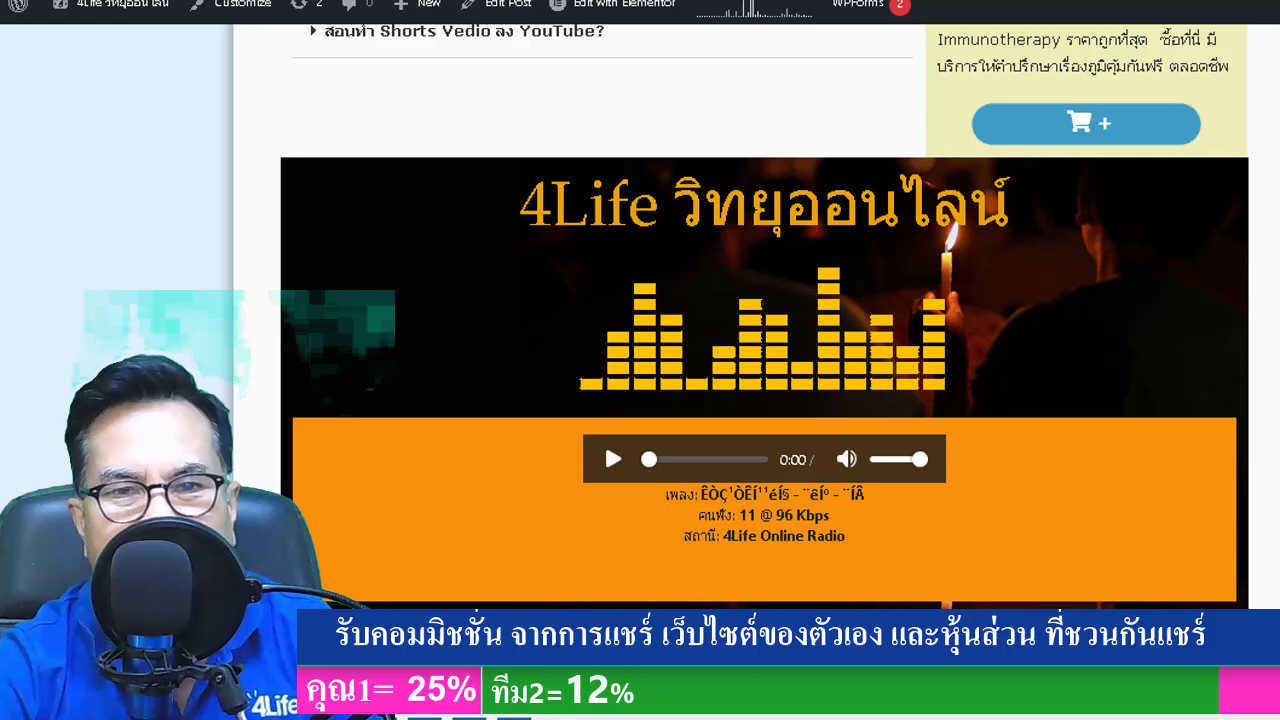 4Life วิทยุออนไลน์ Customize 2 0 New Edit Post Edit with Elementor WPForms 2
สอนทำ Shorts Vedio ลง YouTube?
Immunotherapy ราคาถูกที่สุด ซื้อที่นี่ มี
บริการให้คำปรึกษาเรื่องภูมิคุ้มกันฟรี ตลอดชีพ
+
4Life วิทยุออนไลน์
0:00 /
เพลง: ÊÒÇ¹ÒÊÍ¹¹éÍ§ - ¨êÍº - ¨ÍÂ
คนฟัง: 11 @ 96 Kbps
สถานี: 4Life Online Radio
4Life
รับคอมมิชชั่น จากการแชร์ เว็บไซต์ของตัวเอง และหุ้นส่วน ที่ชวนกันแชร์
คุณ1= 25% ทีม2=12%